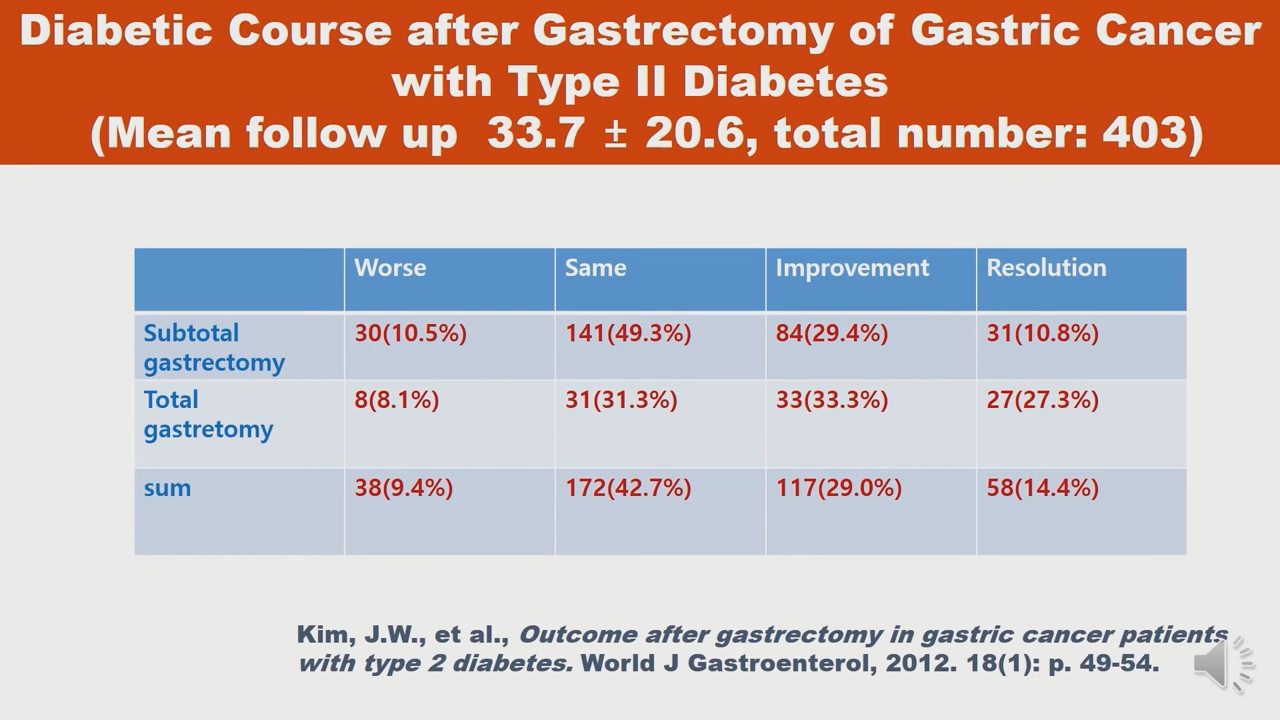 Diabetic Course after Gastrectomy of Gastric Cancer
with Type II Diabetes
(Mean follow up 33.7 ± 20.6, total number: 403)
Worse Same Improvement Resolution
Subtotal gastrectomy 30(10.5%) 141(49.3%) 84(29.4%) 31(10.8%)
Total gastretomy 8(8.1%) 31(31.3%) 33(33.3%) 27(27.3%)
sum 38(9.4%) 172(42.7%) 117(29.0%) 58(14.4%)
Kim, J.W., et al., Outcome after gastrectomy in gastric cancer patients
with type 2 diabetes. World J Gastroenterol, 2012. 18(1): p. 49-54.